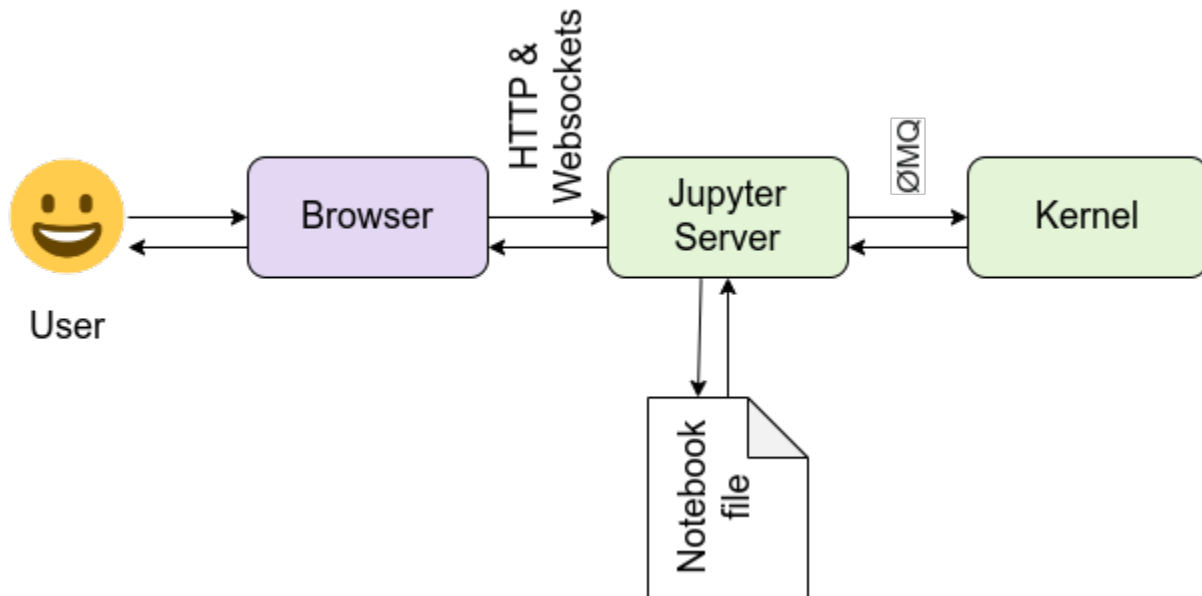 HTTP &
Websockets
ØMQ
Browser
Jupyter
Server
Kernel
User
Notebook
file